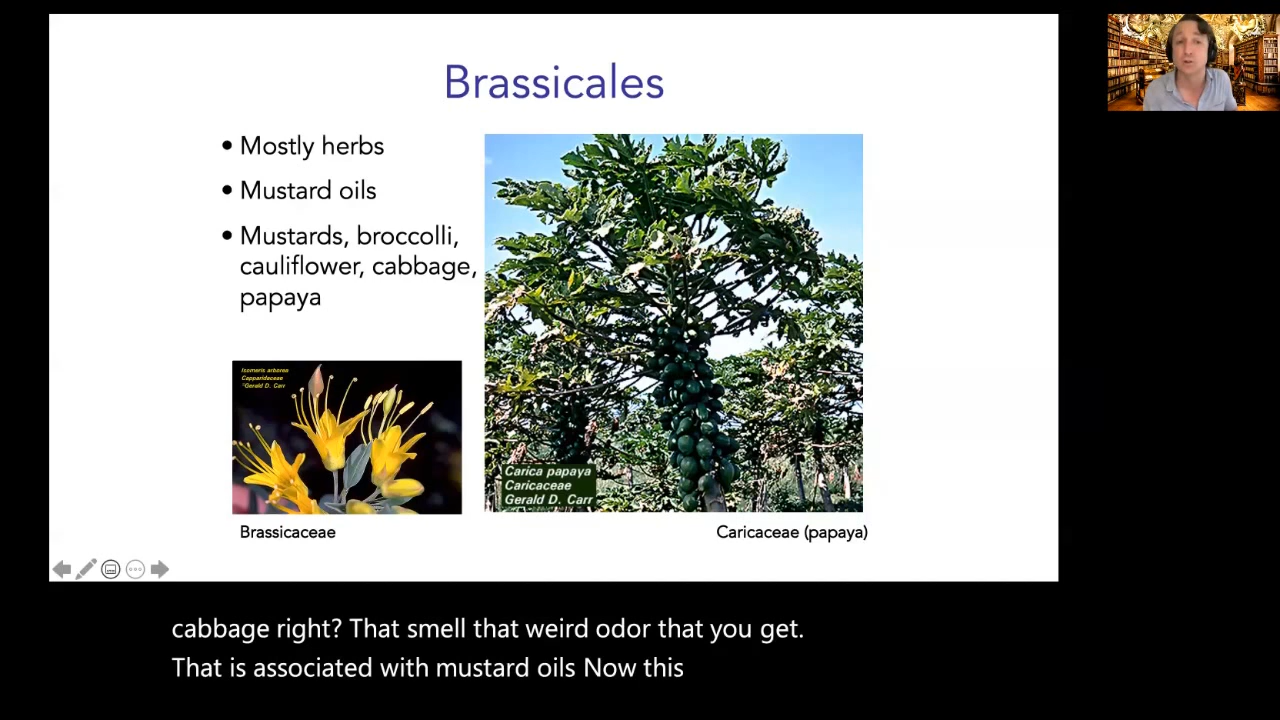 Brassicales
• Mostly herbs
• Mustard oils
• Mustards, broccolli,
cauliflower, cabbage,
papaya
Isomeris arborea
Capparidaceae
©Gerald D. Carr
Carica papaya
Caricaceae
Gerald D. Carr
Brassicaceae
Caricaceae (papaya)
cabbage right? That smell that weird odor that you get.
That is associated with mustard oils Now this